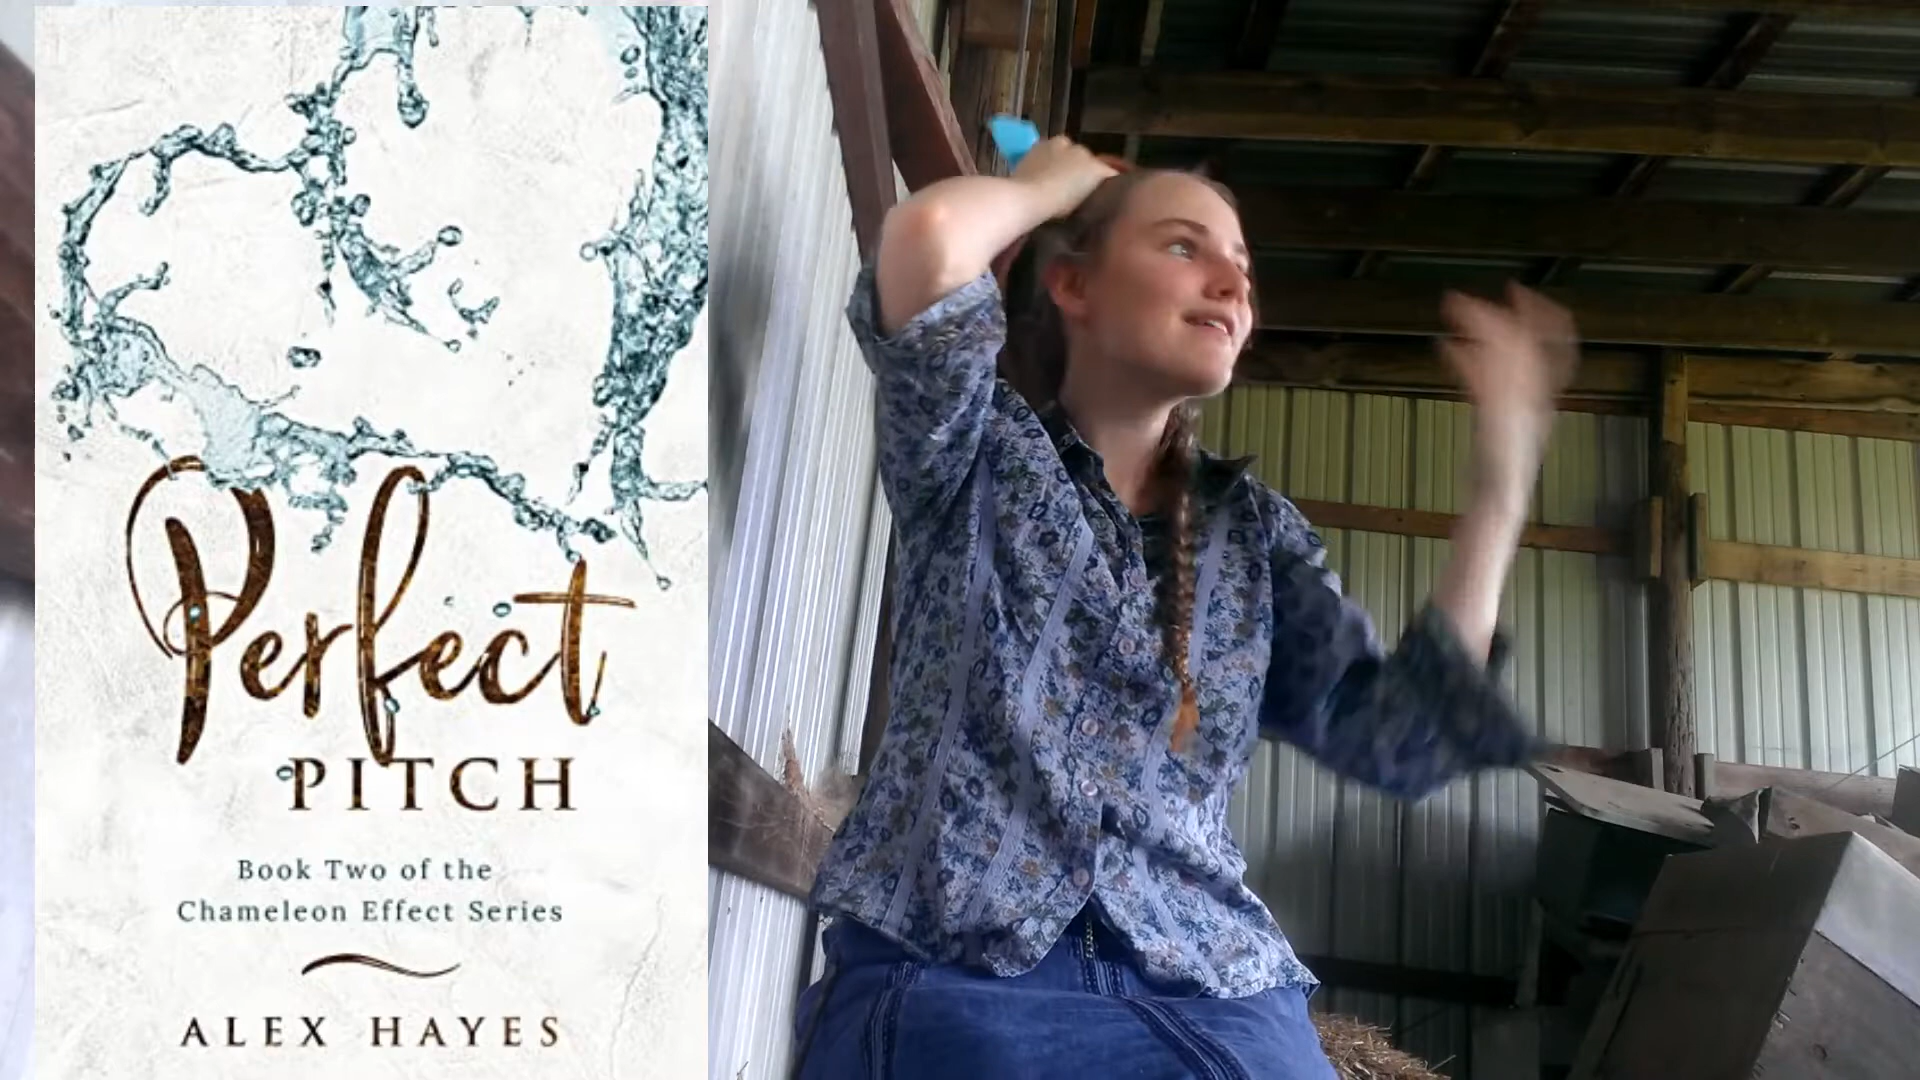 Perfect
PITCH
Book Two of the
Chameleon Effect Series
ALEX HAYES